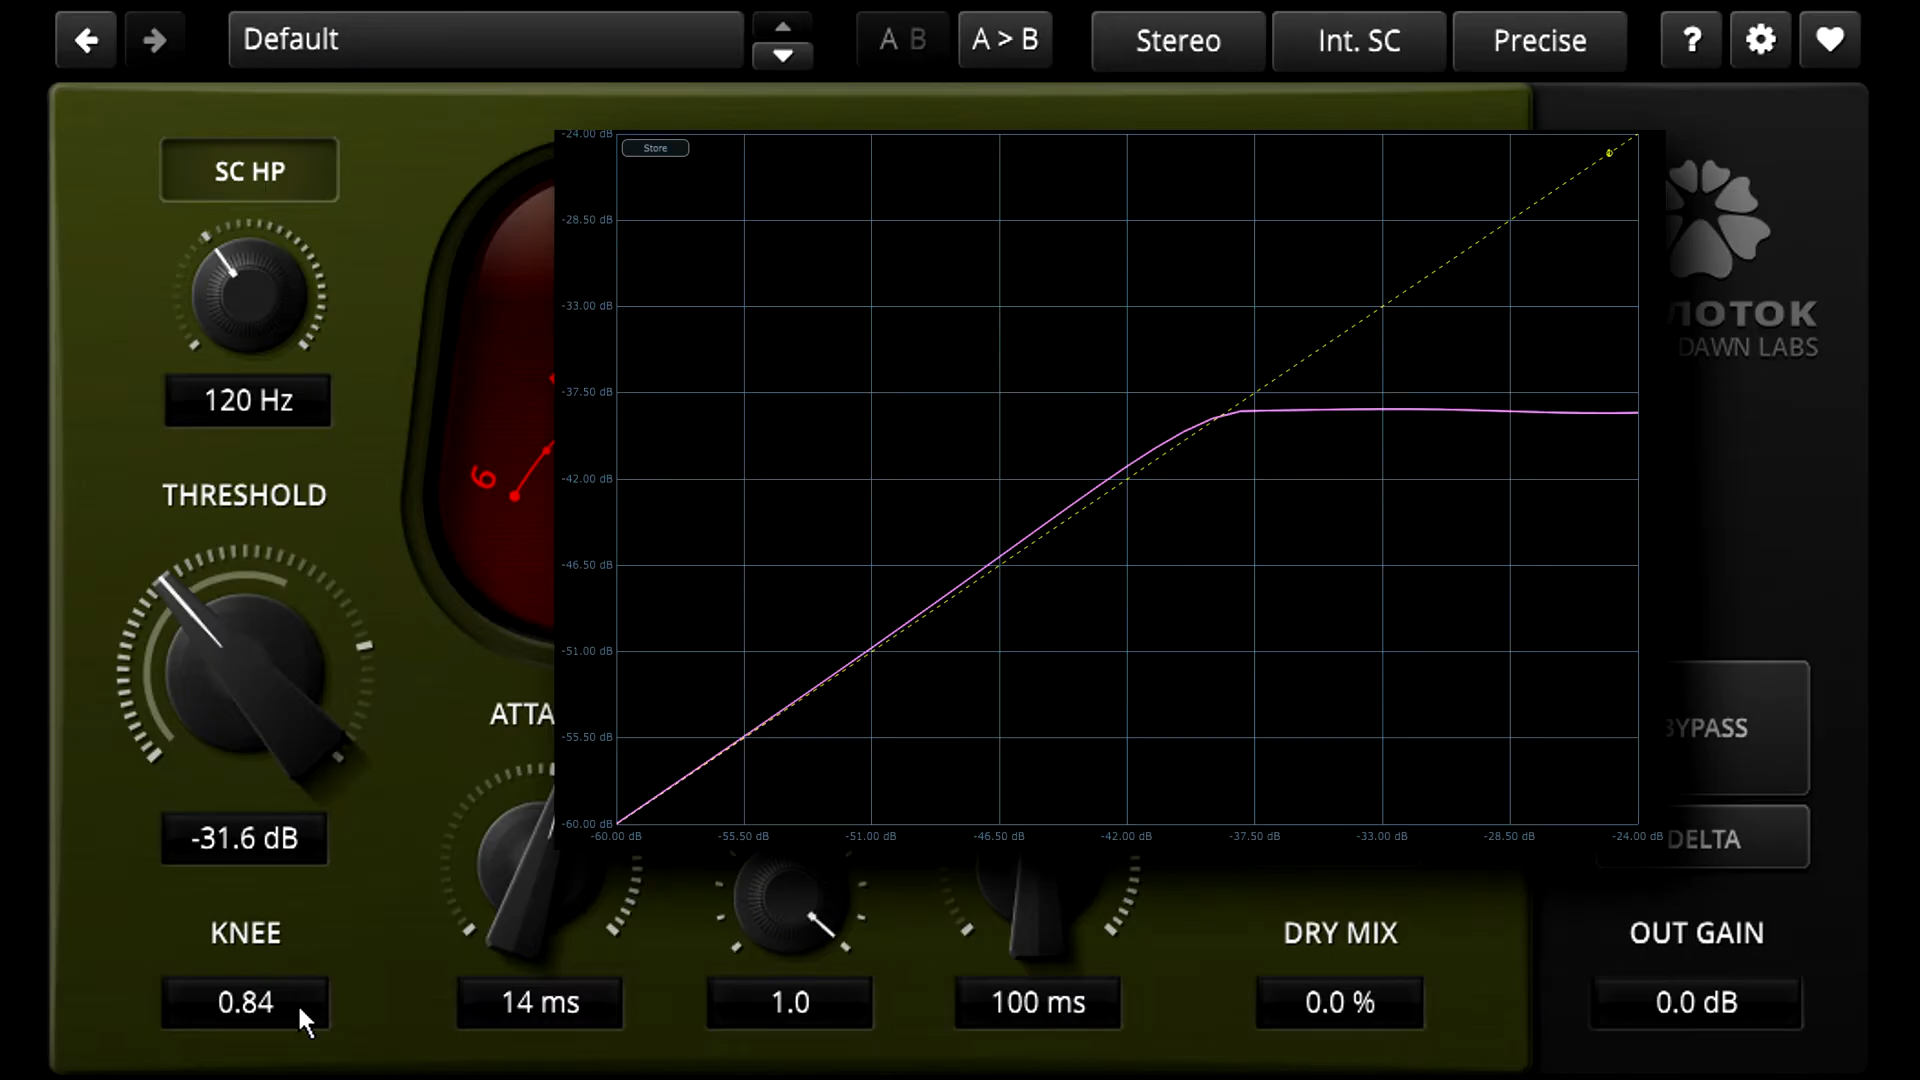 Default
A B
A > B
Stereo
Int. SC
Precise
?
SC HP
120 Hz
THRESHOLD
-31.6 dB
KNEE
0.84
6
ATTA
14 ms
1.0
100 ms
DRY MIX
0.0 %
Store
-24.00 dB
-28.50 dB
-33.00 dB
-37.50 dB
-42.00 dB
-46.50 dB
-51.00 dB
-55.50 dB
-60.00 dB
-60.00 dB
-55.50 dB
-51.00 dB
-46.50 dB
-42.00 dB
-37.50 dB
-33.00 dB
-28.50 dB
-24.00 dB
ЛОТОК
DAWN LABS
BYPASS
DELTA
OUT GAIN
0.0 dB